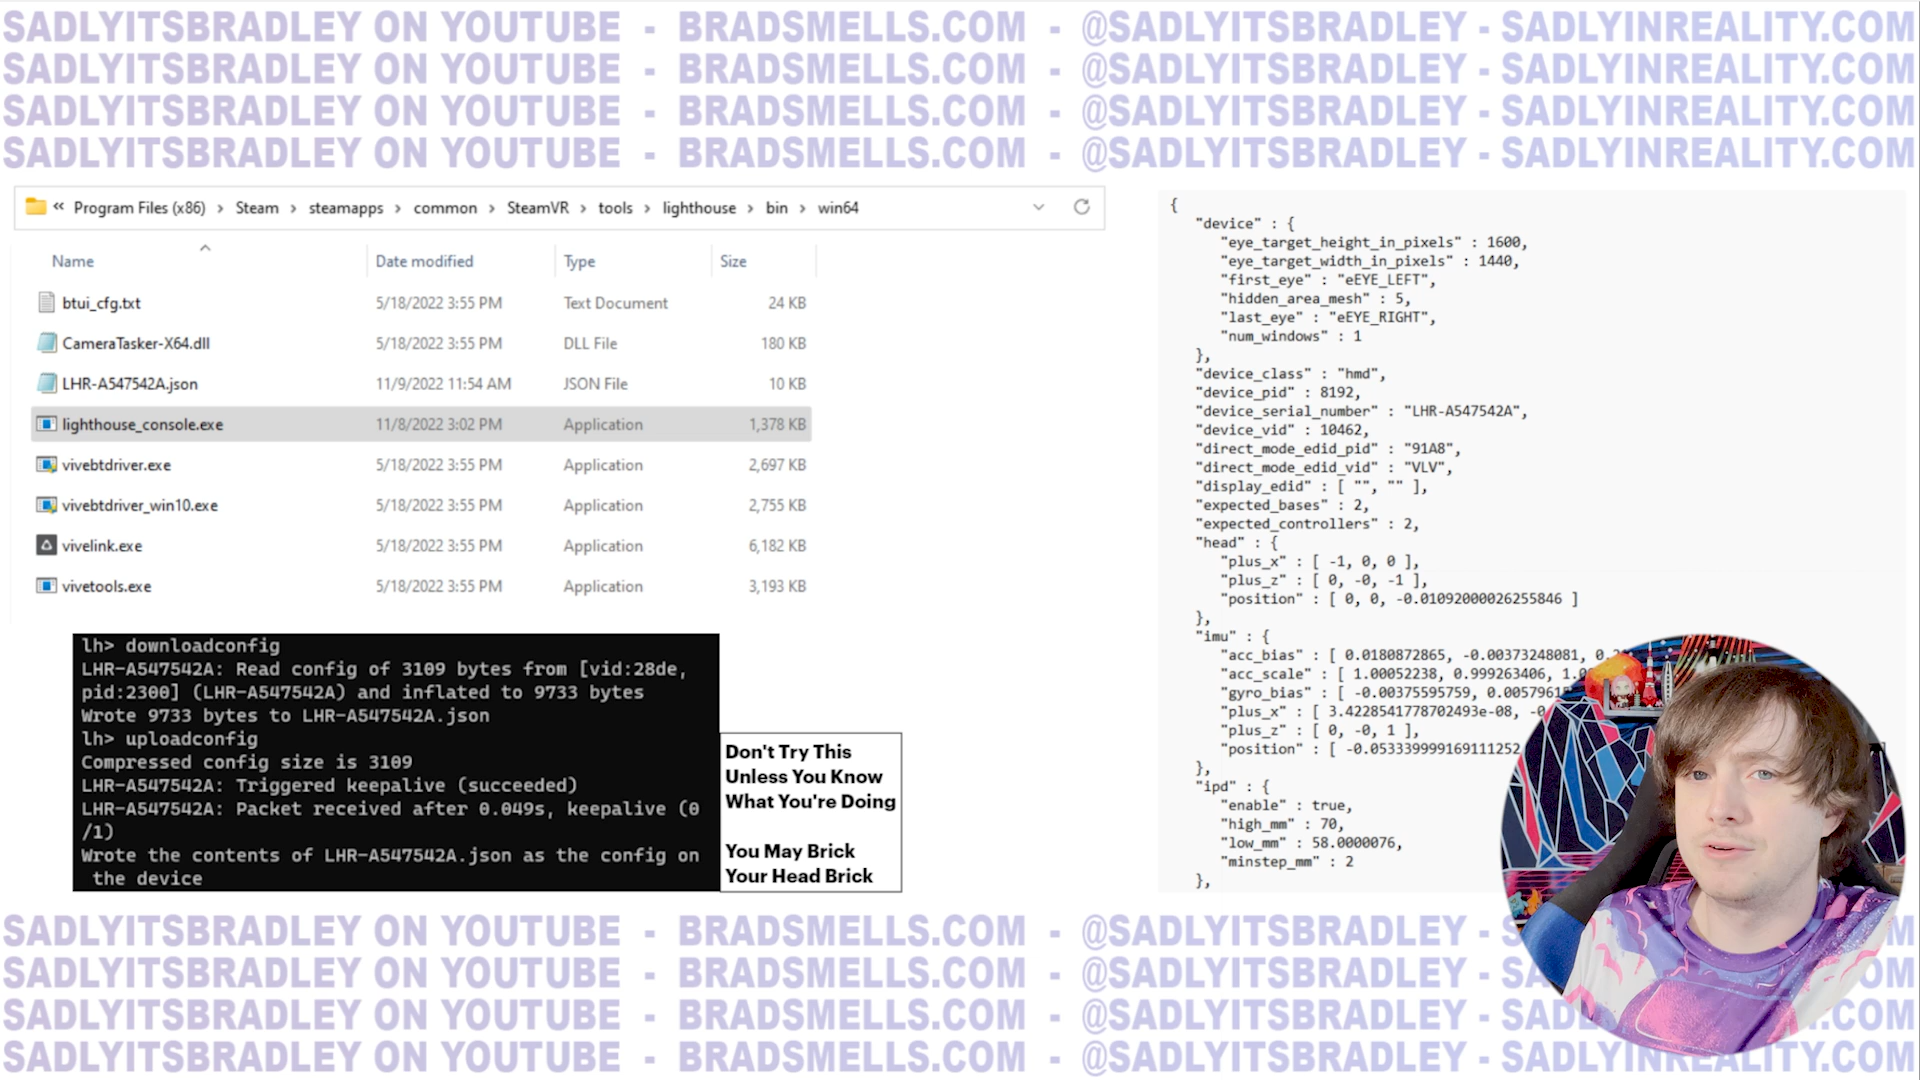 SADLYITSBRADLEY ON YOUTUBE - BRADSMELLS.COM - @SADLYITSBRADLEY - SADLYINREALITY.COM
SADLYITSBRADLEY ON YOUTUBE - BRADSMELLS.COM - @SADLYITSBRADLEY - SADLYINREALITY.COM
SADLYITSBRADLEY ON YOUTUBE - BRADSMELLS.COM - @SADLYITSBRADLEY - SADLYINREALITY.COM
SADLYITSBRADLEY ON YOUTUBE - BRADSMELLS.COM - @SADLYITSBRADLEY - SADLYINREALITY.COM
« Program Files (x86) > Steam > steamapps > common > SteamVR > tools > lighthouse > bin > win64
Name Date modified Type Size
btui_cfg.txt 5/18/2022 3:55 PM Text Document 24 KB
CameraTasker-X64.dll 5/18/2022 3:55 PM DLL File 180 KB
LHR-A547542A.json 11/9/2022 11:54 AM JSON File 10 KB
lighthouse_console.exe 11/8/2022 3:02 PM Application 1,378 KB
vivebtdriver.exe 5/18/2022 3:55 PM Application 2,697 KB
vivebtdriver_win10.exe 5/18/2022 3:55 PM Application 2,755 KB
vivelink.exe 5/18/2022 3:55 PM Application 6,182 KB
vivetools.exe 5/18/2022 3:55 PM Application 3,193 KB
lh> downloadconfig
LHR-A547542A: Read config of 3109 bytes from [vid:28de,
pid:2300] (LHR-A547542A) and inflated to 9733 bytes
Wrote 9733 bytes to LHR-A547542A.json
lh> uploadconfig
Compressed config size is 3109
LHR-A547542A: Triggered keepalive (succeeded)
LHR-A547542A: Packet received after 0.049s, keepalive (0
/1)
Wrote the contents of LHR-A547542A.json as the config on
the device
Don't Try This
Unless You Know
What You're Doing
You May Brick
Your Head Brick
{
"device" : {
"eye_target_height_in_pixels" : 1600,
"eye_target_width_in_pixels" : 1440,
"first_eye" : "eEYE_LEFT",
"hidden_area_mesh" : 5,
"last_eye" : "eEYE_RIGHT",
"num_windows" : 1
},
"device_class" : "hmd",
"device_pid" : 8192,
"device_serial_number" : "LHR-A547542A",
"device_vid" : 10462,
"direct_mode_edid_pid" : "91A8",
"direct_mode_edid_vid" : "VLV",
"display_edid" : [ "", "" ],
"expected_bases" : 2,
"expected_controllers" : 2,
"head" : {
"plus_x" : [ -1, 0, 0 ],
"plus_z" : [ 0, -0, -1 ],
"position" : [ 0, 0, -0.01092000026255846 ]
},
"imu" : {
"acc_bias" : [ 0.0180872865, -0.00373248081,
"acc_scale" : [ 1.00052238, 0.999263406,
"gyro_bias" : [ -0.00375595759,
"plus_x" : [ 3.4228541778702493e-08,
"plus_z" : [ 0, -0, 1 ],
"position" : [ -0.053339999169111252
},
"ipd" : {
"enable" : true,
"high_mm" : 70,
"low_mm" : 58.0000076,
"minstep_mm" : 2
},
SADLYITSBRADLEY ON YOUTUBE - BRADSMELLS.COM - @SADLYITSBRADLEY -
SADLYITSBRADLEY ON YOUTUBE - BRADSMELLS.COM - @SADLYITSBRADLEY -
SADLYITSBRADLEY ON YOUTUBE - BRADSMELLS.COM - @SADLYITSBRADLEY -
SADLYITSBRADLEY ON YOUTUBE - BRADSMELLS.COM - @SADLYITSBRADLEY - SADLYINREALITY.COM